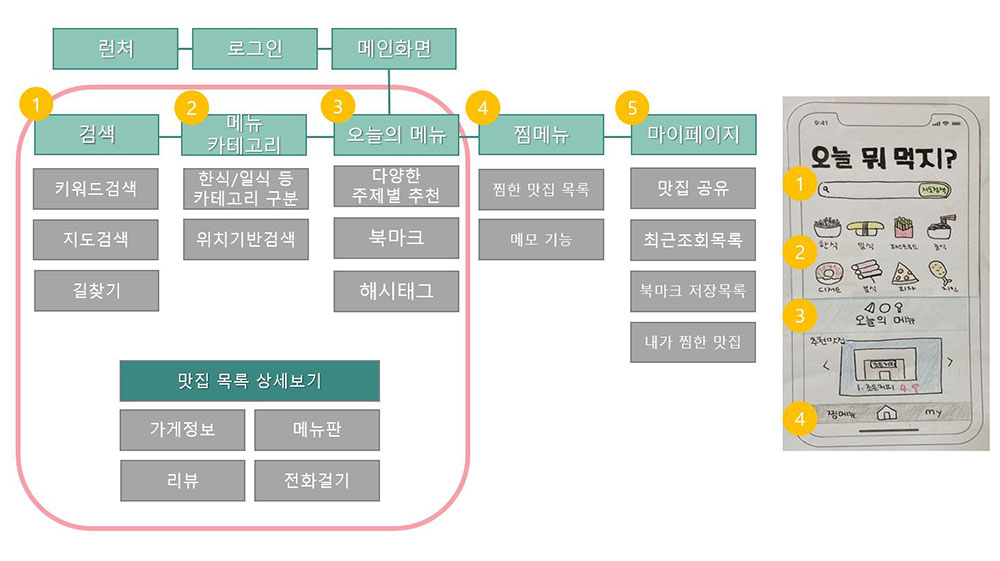 런쳐
로그인
메인화면
1
검색
2
메뉴
카테고리
3
오늘의 메뉴
4
찜메뉴
5
마이페이지
키워드검색
지도검색
길찾기
한식/일식 등
카테고리 구분
위치기반검색
다양한
주제별 추천
북마크
해시태그
찜한 맛집 목록
메모 기능
맛집 공유
최근조회목록
북마크 저장목록
내가 찜한 맛집
맛집 목록 상세보기
가게정보
메뉴판
리뷰
전화걸기
9:41
오늘 뭐 먹지?
1
지도검색
한식
일식
패스트푸드
중식
2
디저트
분식
피자
치킨
3
오늘의 메뉴
추천맛집
1. 조은커피 4.9
4
찜메뉴
my